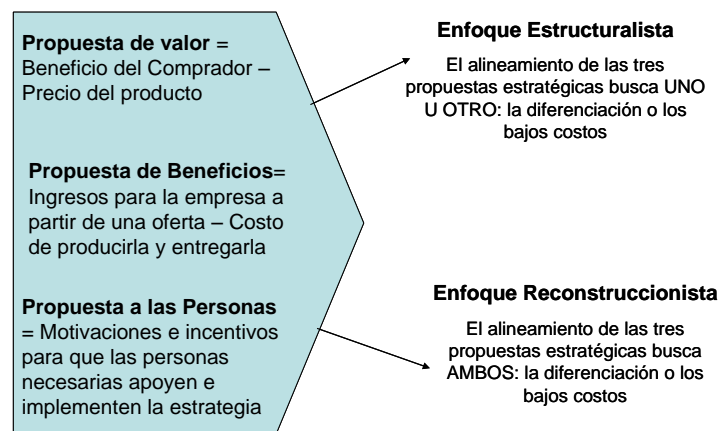 Propuesta de valor =
Beneficio del Comprador –
Precio del producto
Propuesta de Beneficios=
Ingresos para la empresa a
partir de una oferta – Costo
de producirla y entregarla
Propuesta a las Personas
= Motivaciones e incentivos
para que las personas
necesarias apoyen e
implementen la estrategia
Enfoque Estructuralista
El alineamiento de las tres
propuestas estratégicas busca UNO
U OTRO: la diferenciación o los
bajos costos
Enfoque Reconstruccionista
El alineamiento de las tres
propuestas estratégicas busca
AMBOS: la diferenciación o los
bajos costos